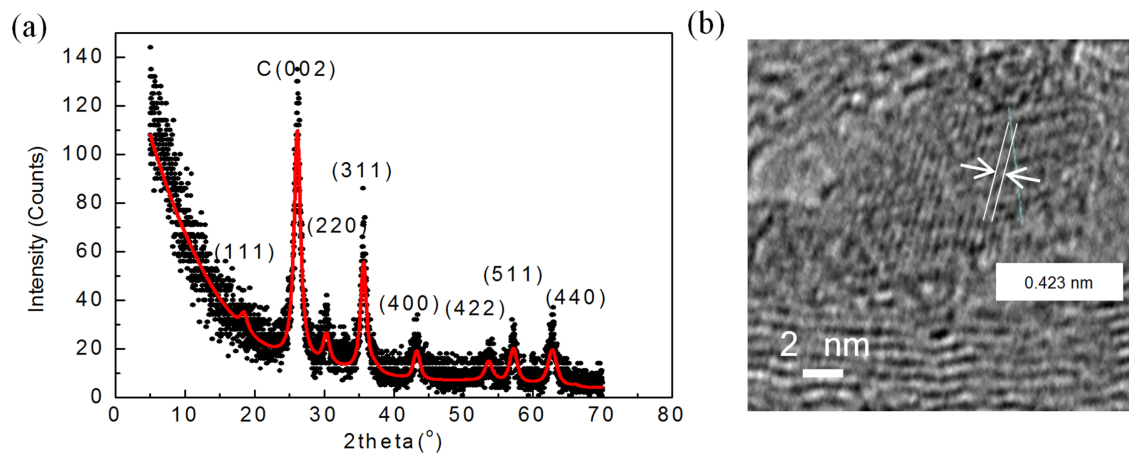 (a)
(b)
140
120
100
80
60
40
20
0
Intensity (Counts)
C(002)
(311)
(220)
(111)
(400)
(422)
(511)
(440)
0 10 20 30 40 50 60 70 80
2theta(°)
0.423 nm
2 nm